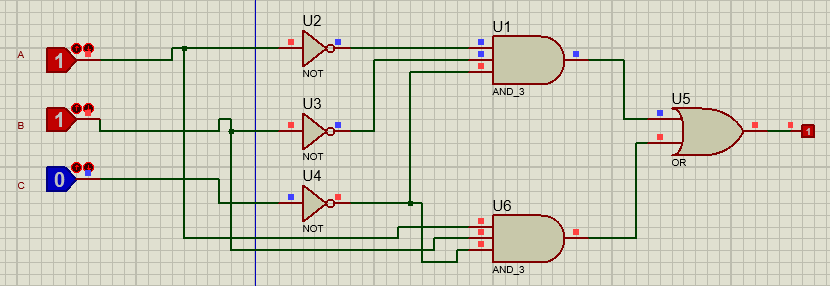 A
1
B
1
C
0
U2
NOT
U3
NOT
U4
NOT
U1
AND_3
U6
AND_3
U5
OR
1